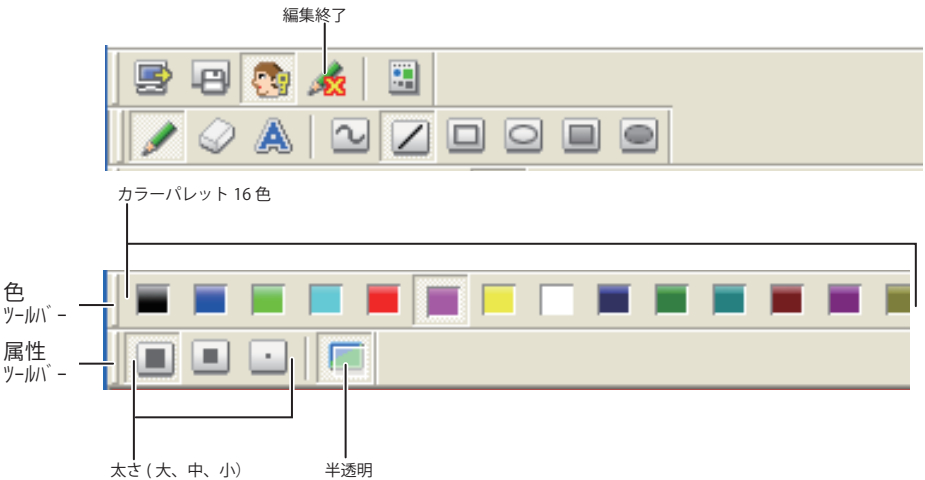 編集終了
カラーパレット 16 色
色
ﾂｰﾙﾊﾞｰ
属性
ﾂｰﾙﾊﾞｰ
太さ ( 大、中、小）
半透明